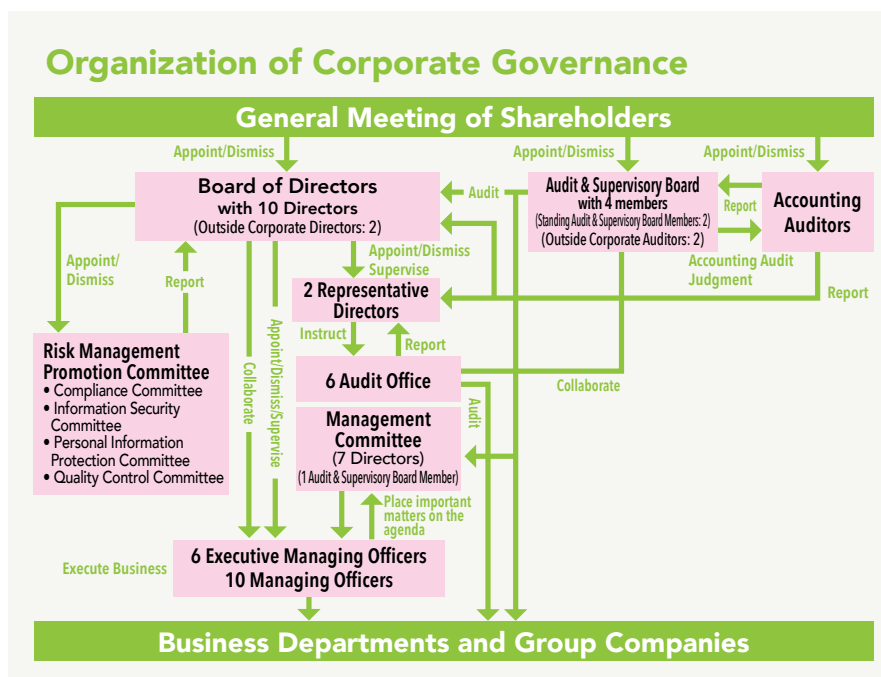 Organization of Corporate Governance
General Meeting of Shareholders
Appoint/Dismiss
Appoint/Dismiss
Appoint/Dismiss
Board of Directors
with 10 Directors
(Outside Corporate Directors: 2)
Audit
Audit & Supervisory Board
with 4 members
(Standing Audit & Supervisory Board Members: 2)
(Outside Corporate Auditors: 2)
Report
Accounting
Auditors
Appoint/
Dismiss
Report
Appoint/Dismiss
Supervise
Accounting Audit
Judgment
Report
2 Representative
Directors
Instruct
Report
Risk Management
Promotion Committee
• Compliance Committee
• Information Security
Committee
• Personal Information
Protection Committee
• Quality Control Committee
Collaborate
Appoint/Dismiss/Supervise
6 Audit Office
Audit
Collaborate
Management
Committee
(7 Directors)
(1 Audit & Supervisory Board Member)
Place important
matters on the
agenda
Execute Business
6 Executive Managing Officers
10 Managing Officers
Business Departments and Group Companies